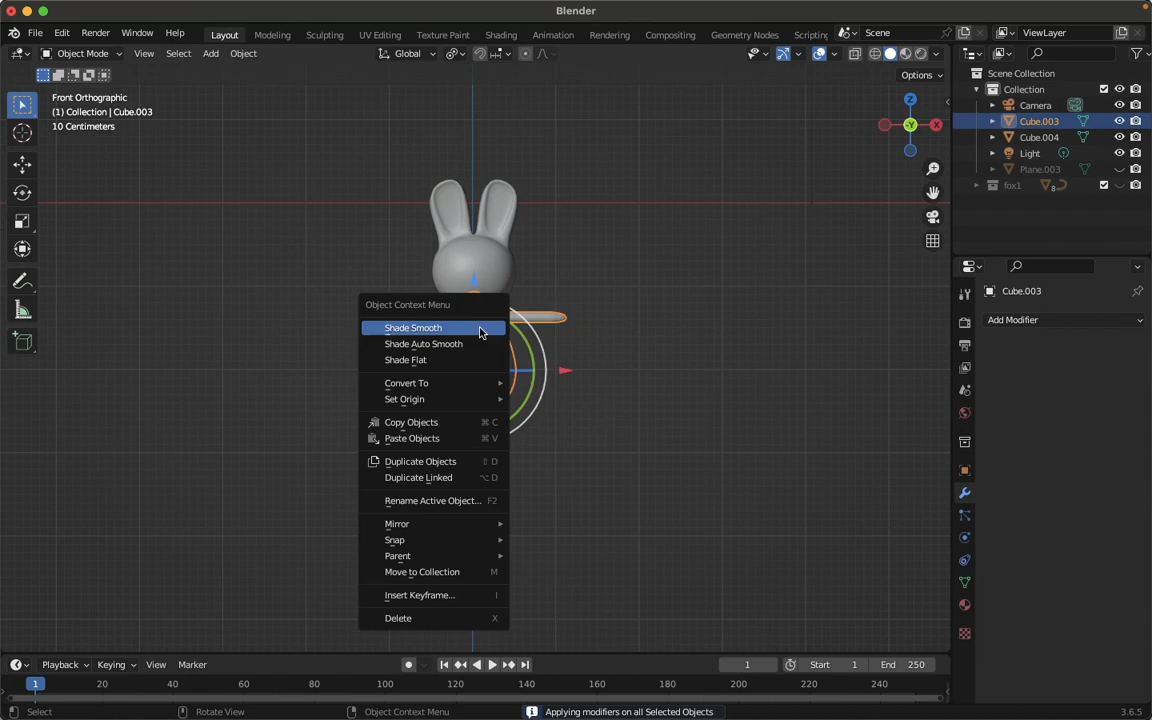 Blender
File Edit Render Window Help Layout Modeling Sculpting UV Editing Texture Paint Shading Animation Rendering Compositing Geometry Nodes Scripting Scene ViewLayer
Object Mode View Select Add Object Global
Options
Front Orthographic
(1) Collection | Cube.003
10 Centimeters
Z
Y
X
Scene Collection
Collection
Camera
Cube.003
Cube.004
Light
Plane.003
fox1 8
Cube.003
Add Modifier
Object Context Menu
Shade Smooth
Shade Auto Smooth
Shade Flat
Convert To
Set Origin
Copy Objects ⌘ C
Paste Objects ⌘ V
Duplicate Objects ⇧ D
Duplicate Linked ⌥ D
Rename Active Object... F2
Mirror
Snap
Parent
Move to Collection M
Insert Keyframe... I
Delete X
Playback Keying View Marker 1 Start 1 End 250
1 20 40 60 80 100 120 140 160 180 200 220 240
Select Rotate View Object Context Menu Applying modifiers on all Selected Objects 3.6.5